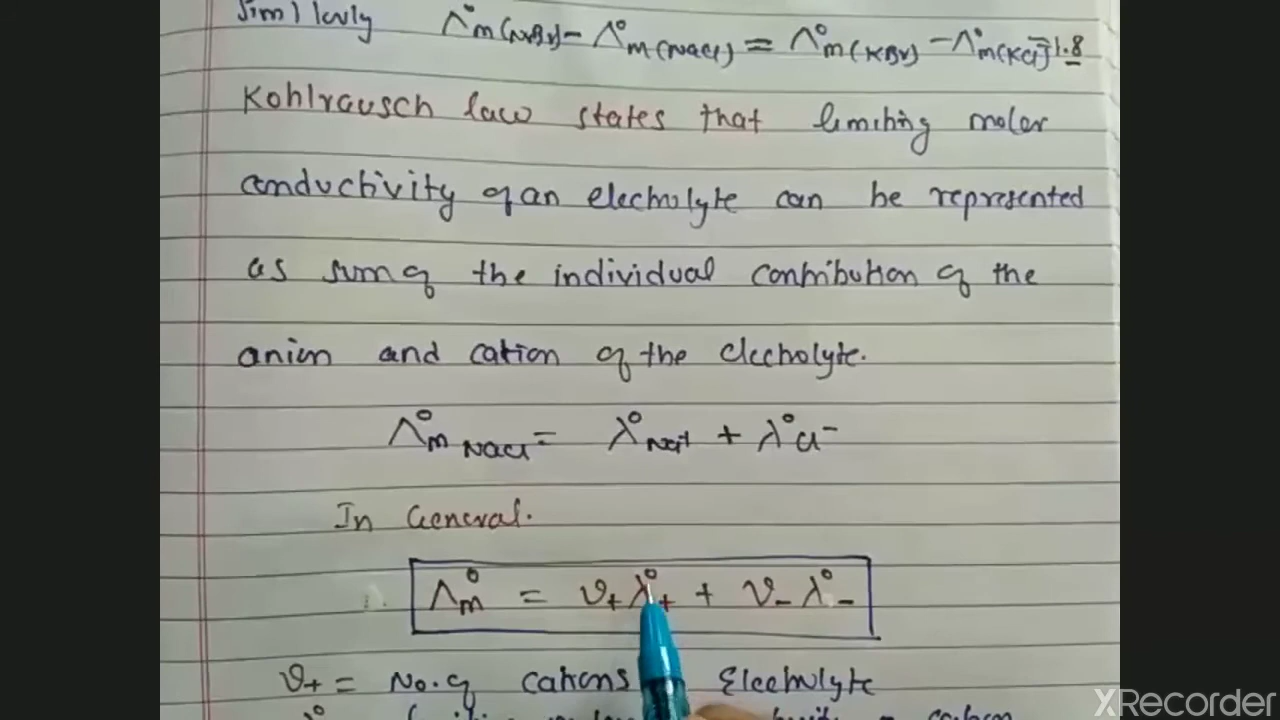 Similarly Λ°m(NaBr) - Λ°m(NaCl) = Λ°m(KBr) - Λ°m(KCl) = 1.8
Kohlrausch law states that limiting molar
conductivity of an electrolyte can be represented
as sum of the individual contribution of the
anion and cation of the electrolyte.
Λ°m NaCl = λ°Na+ + λ°Cl-
In General.
Λ°m = ν+ λ°+ + ν- λ°-
ν+ = No. of cations Electrolyte
XRecorder